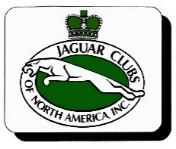 JAGUAR CLUBS
OF NORTH AMERICA, INC.